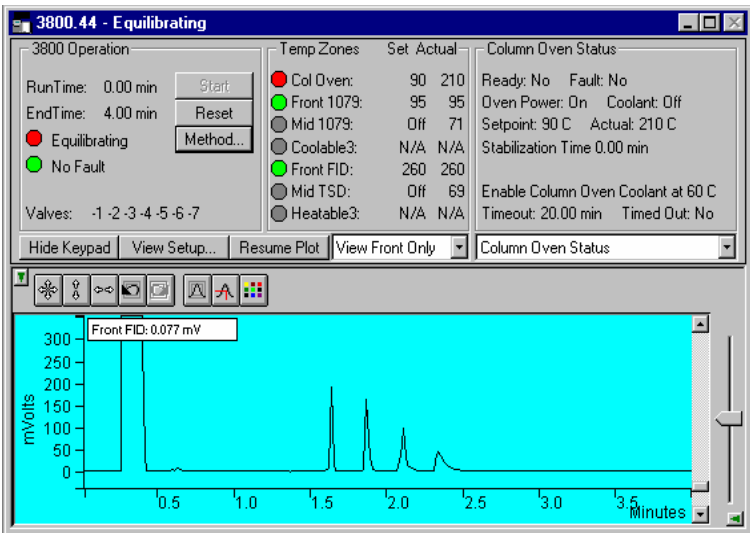 3800.44 - Equilibrating
3800 Operation
RunTime: 0.00 min
Start
EndTime: 4.00 min
Reset
Equilibrating
Method...
No Fault
Valves: -1 -2 -3 -4 -5 -6 -7
Temp Zones Set Actual
Col Oven: 90 210
Front 1079: 95 95
Mid 1079: Off 71
Coolable3: N/A N/A
Front FID: 260 260
Mid TSD: Off 69
Heatable3: N/A N/A
Column Oven Status
Ready: No Fault: No
Oven Power: On Coolant: Off
Setpoint: 90 C Actual: 210 C
Stabilization Time 0.00 min
Enable Column Oven Coolant at 60 C
Timeout: 20.00 min Timed Out: No
Hide Keypad View Setup... Resume Plot View Front Only Column Oven Status
Front FID: 0.077 mV
mVolts
300
250
200
150
100
50
0
0.5 1.0 1.5 2.0 2.5 3.0 3.5
Minutes